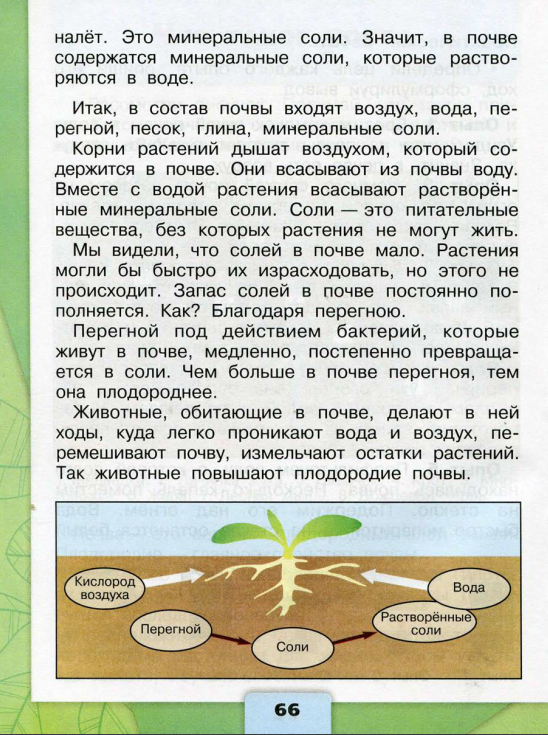 налёт. Это минеральные соли. Значит, в почве
содержатся минеральные соли, которые раство-
ряются в воде.
Итак, в состав почвы входят воздух, вода, пе-
регной, песок, глина, минеральные соли.
Корни растений дышат воздухом, который со-
держится в почве. Они всасывают из почвы воду.
Вместе с водой растения всасывают растворён-
ные минеральные соли. Соли — это питательные
вещества, без которых растения не могут жить.
Мы видели, что солей в почве мало. Растения
могли бы быстро их израсходовать, но этого не
происходит. Запас солей в почве постоянно по-
полняется. Как? Благодаря перегною.
Перегной под действием бактерий, которые
живут в почве, медленно, постепенно превраща-
ется в соли. Чем больше в почве перегноя, тем
она плодороднее.
Животные, обитающие в почве, делают в ней
ходы, куда легко проникают вода и воздух, пе-
ремешивают почву, измельчают остатки растений.
Так животные повышают плодородие почвы.
Кислород
воздуха
Вода
Перегной
Соли
Растворённые
соли
66